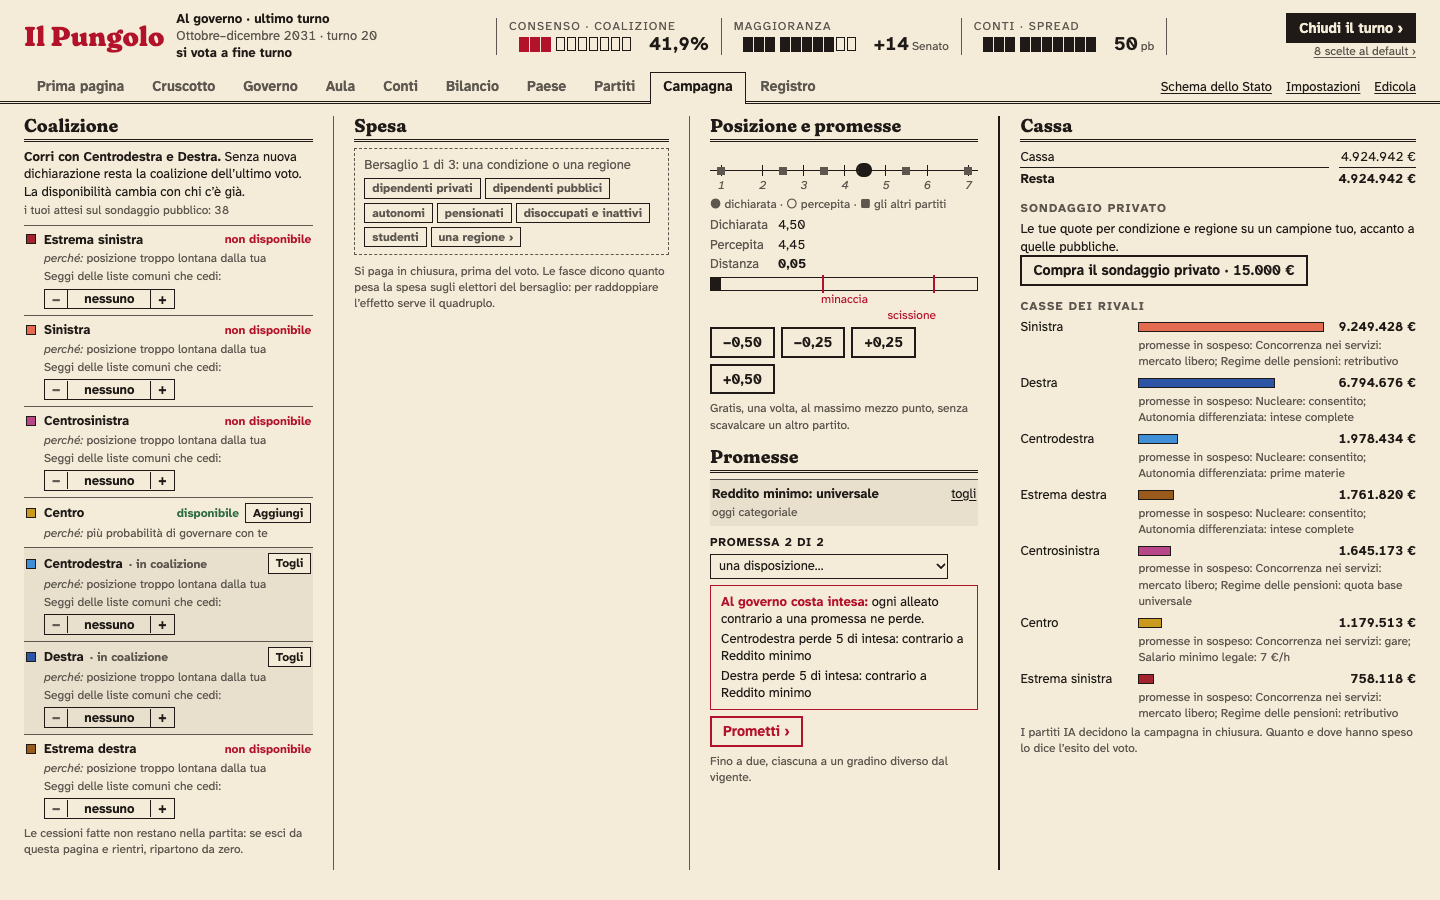 Il Pungolo
Al governo · ultimo turno
Ottobre-dicembre 2031 · turno 20
si vota a fine turno
CONSENSO · COALIZIONE
41,9%
MAGGIORANZA
+14 Senato
CONTI · SPREAD
50 pb
Chiudi il turno ›
8 scelte al default ›
Prima pagina
Cruscotto
Governo
Aula
Conti
Bilancio
Paese
Partiti
Campagna
Registro
Schema dello Stato
Impostazioni
Edicola
Coalizione
Corri con Centrodestra e Destra. Senza nuova
dichiarazione resta la coalizione dell'ultimo voto.
La disponibilità cambia con chi c'è già.
i tuoi attesi sul sondaggio pubblico: 38
Estrema sinistra non disponibile
perché: posizione troppo lontana dalla tua
Seggi delle liste comuni che cedi:
− nessuno +
Sinistra non disponibile
perché: posizione troppo lontana dalla tua
Seggi delle liste comuni che cedi:
− nessuno +
Centrosinistra non disponibile
perché: posizione troppo lontana dalla tua
Seggi delle liste comuni che cedi:
− nessuno +
Centro disponibile Aggiungi
perché: più probabilità di governare con te
Centrodestra · in coalizione Togli
perché: posizione troppo lontana dalla tua
Seggi delle liste comuni che cedi:
− nessuno +
Destra · in coalizione Togli
perché: posizione troppo lontana dalla tua
Seggi delle liste comuni che cedi:
− nessuno +
Estrema destra non disponibile
perché: posizione troppo lontana dalla tua
Seggi delle liste comuni che cedi:
− nessuno +
Le cessioni fatte non restano nella partita: se esci da
questa pagina e rientri, ripartono da zero.
Spesa
Bersaglio 1 di 3: una condizione o una regione
dipendenti privati dipendenti pubblici
autonomi pensionati disoccupati e inattivi
studenti una regione ›
Si paga in chiusura, prima del voto. Le fasce dicono quanto
pesa la spesa sugli elettori del bersaglio: per raddoppiare
l'effetto serve il quadruplo.
Posizione e promesse
1 2 3 4 5 6 7
dichiarata · percepita · gli altri partiti
Dichiarata 4,50
Percepita 4,45
Distanza 0,05
minaccia
scissione
−0,50 −0,25 +0,25
+0,50
Gratis, una volta, al massimo mezzo punto, senza
scavalcare un altro partito.
Promesse
Reddito minimo: universale togli
oggi categoriale
PROMESSA 2 DI 2
una disposizione...
Al governo costa intesa: ogni alleato
contrario a una promessa ne perde.
Centrodestra perde 5 di intesa: contrario a
Reddito minimo
Destra perde 5 di intesa: contrario a
Reddito minimo
Prometti ›
Fino a due, ciascuna a un gradino diverso dal
vigente.
Cassa
Cassa 4.924.942 €
Resta 4.924.942 €
SONDAGGIO PRIVATO
Le tue quote per condizione e regione su un campione tuo, accanto a
quelle pubbliche.
Compra il sondaggio privato · 15.000 €
CASSE DEI RIVALI
Sinistra 9.249.428 €
promesse in sospeso: Concorrenza nei servizi:
mercato libero; Regime delle pensioni: retributivo
Destra 6.794.676 €
promesse in sospeso: Nucleare: consentito;
Autonomia differenziata: intese complete
Centrodestra 1.978.434 €
promesse in sospeso: Nucleare: consentito;
Autonomia differenziata: prime materie
Estrema destra 1.761.820 €
promesse in sospeso: Nucleare: consentito;
Autonomia differenziata: intese complete
Centrosinistra 1.645.173 €
promesse in sospeso: Concorrenza nei servizi:
mercato libero; Regime delle pensioni: quota base
universale
Centro 1.179.513 €
promesse in sospeso: Concorrenza nei servizi: gare;
Salario minimo legale: 7 €/h
Estrema sinistra 758.118 €
promesse in sospeso: Concorrenza nei servizi:
mercato libero; Regime delle pensioni: retributivo
I partiti IA decidono la campagna in chiusura. Quanto e dove hanno speso
lo dice l'esito del voto.